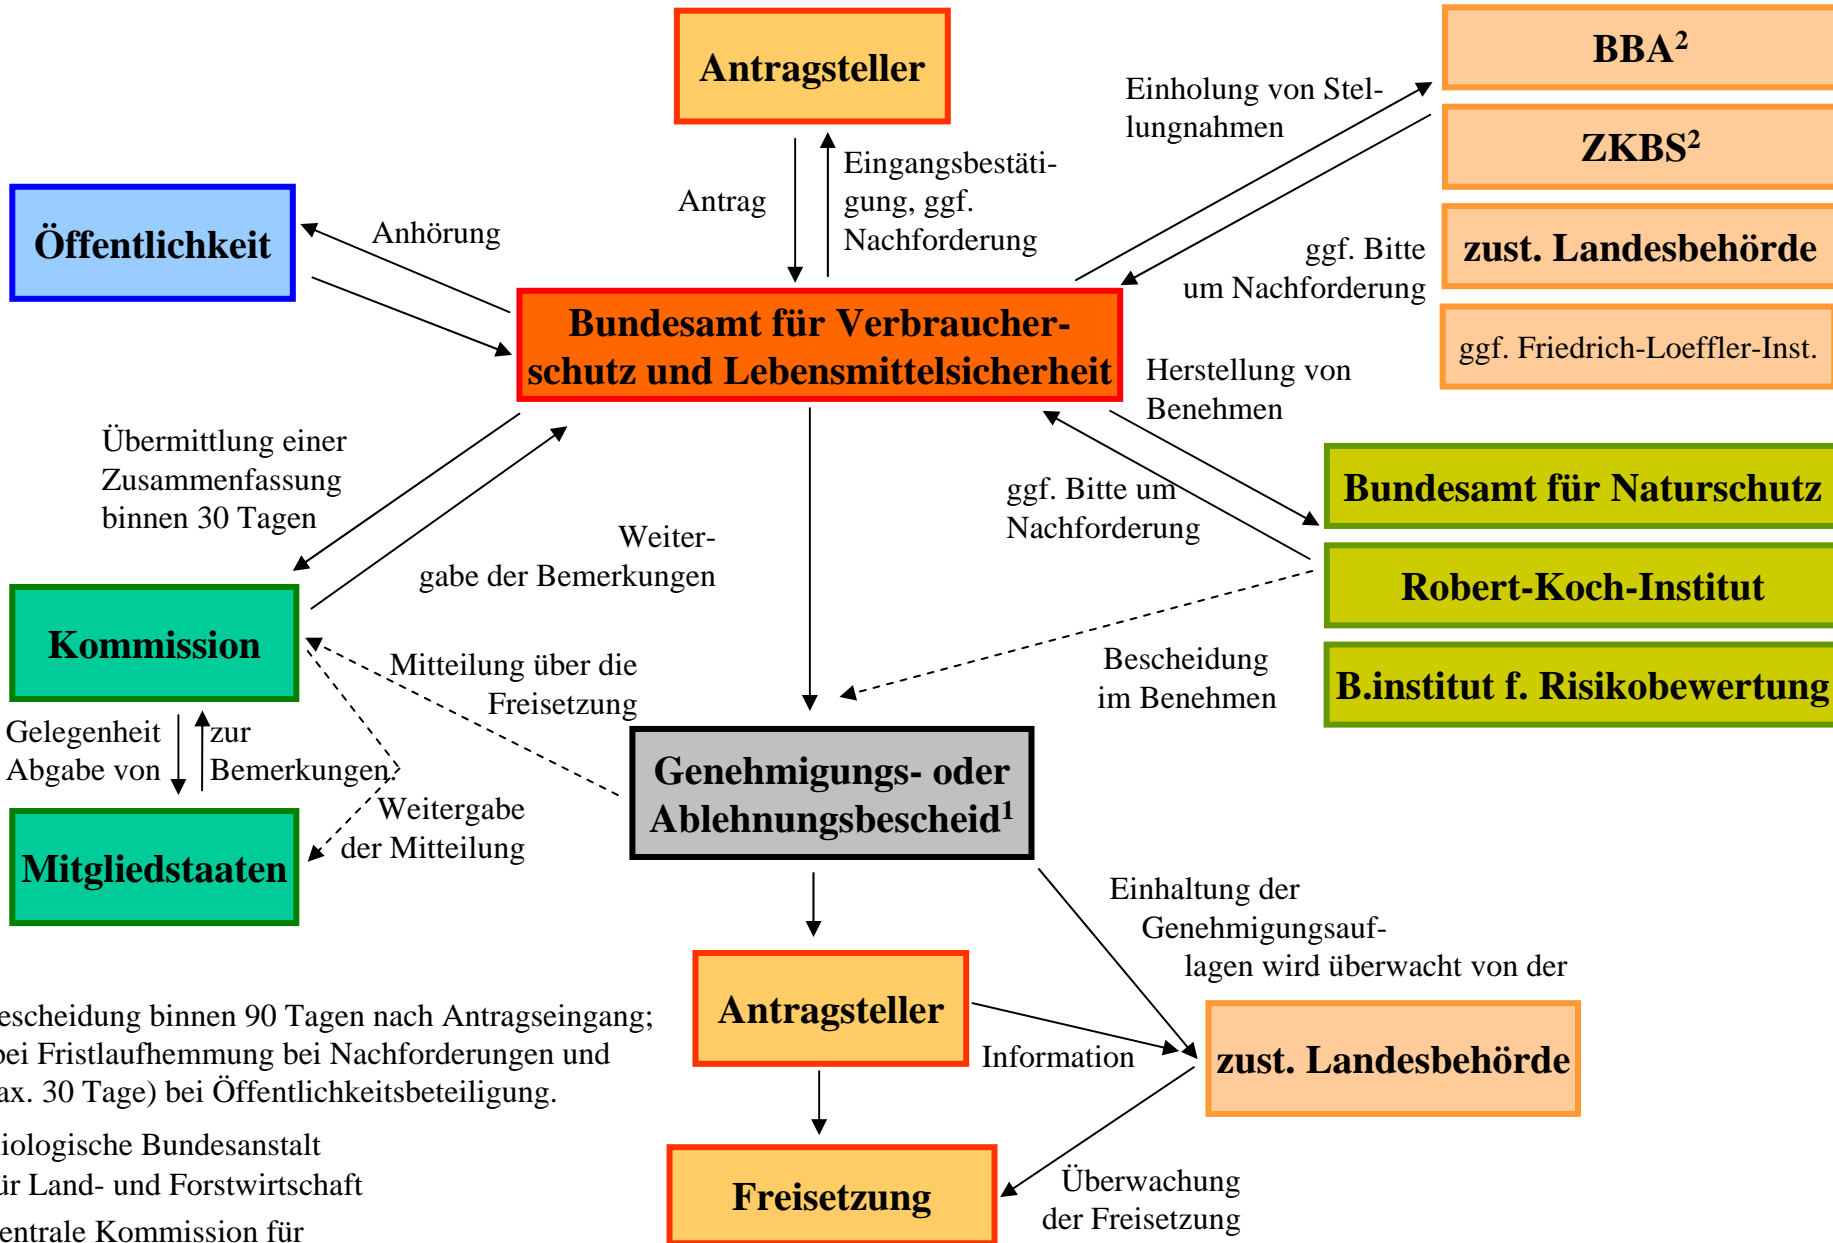 Antragsteller
BBA²
Einholung von Stel-
lungnahmen
ZKBS²
Antrag
Eingangsbestäti-
gung, ggf.
Nachforderung
Öffentlichkeit
Anhörung
zust. Landesbehörde
ggf. Bitte
um Nachforderung
ggf. Friedrich-Loeffler-Inst.
Bundesamt für Verbraucher-
schutz und Lebensmittelsicherheit
Herstellung von
Benehmen
Übermittlung einer
Zusammenfassung
binnen 30 Tagen
Bundesamt für Naturschutz
ggf. Bitte um
Nachforderung
Weiter-
gabe der Bemerkungen
Robert-Koch-Institut
Kommission
Mitteilung über die
Freisetzung
Bescheidung
im Benehmen
B.institut f. Risikobewertung
Gelegenheit zur
Abgabe von Bemerkungen.
Genehmigungs- oder
Ablehnungsbescheid¹
Weitergabe
der Mitteilung
Mitgliedstaaten
Einhaltung der
Genehmigungsauf-
lagen wird überwacht von der
Antragsteller
Information
zust. Landesbehörde
escheidung binnen 90 Tagen nach Antragseingang;
bei Fristlaufhemmung bei Nachforderungen und
ax. 30 Tage) bei Öffentlichkeitsbeteiligung.
iologische Bundesanstalt
ür Land- und Forstwirtschaft
entrale Kommission für
Freisetzung
Überwachung
der Freisetzung